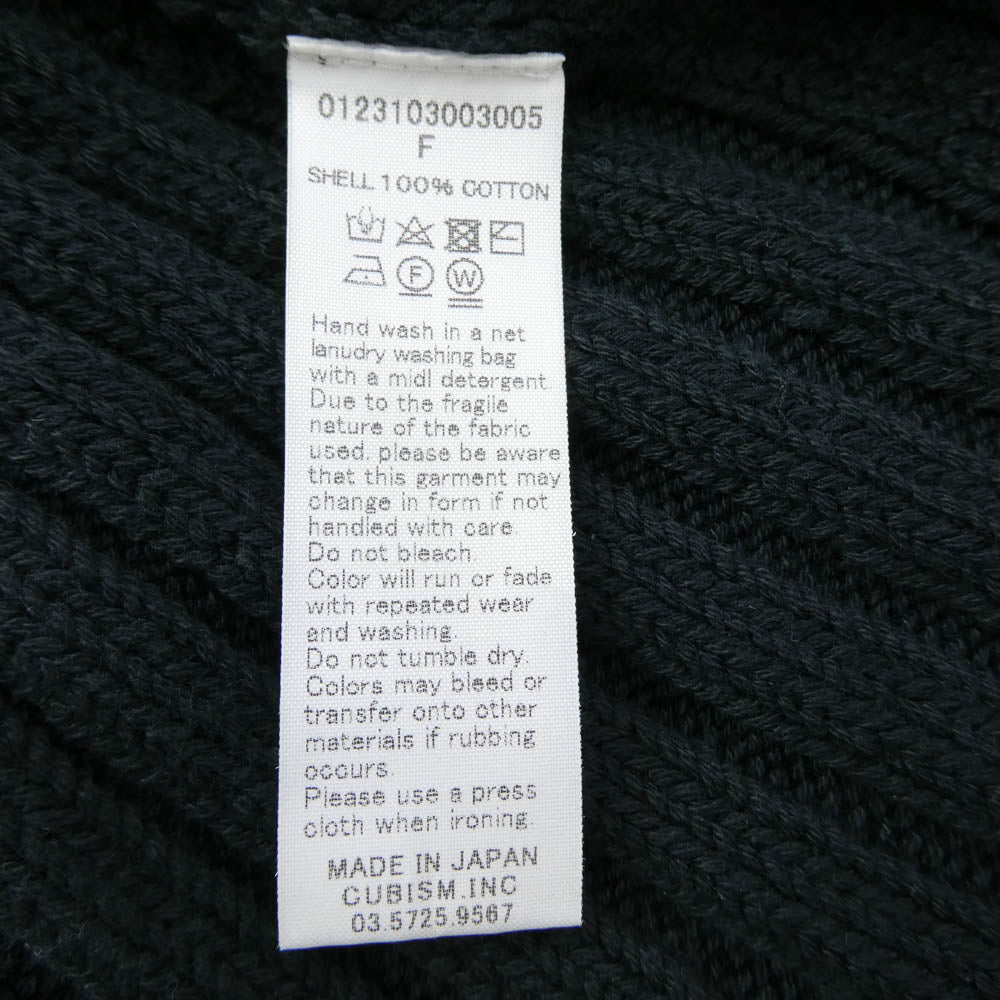 0123103003005
F
SHELL 100% COTTON
F W
Hand wash in a net
lanudry washing bag
with a midl detergent.
Due to the fragile
nature of the fabric
used. please be aware
that this garment may
change in form if not
handled with care.
Do not bleach.
Color will run or fade
with repeated wear
and washing.
Do not tumble dry.
Colors may bleed or
transfer onto other
materials if rubbing
occurs.
Please use a press
cloth when ironing.
MADE IN JAPAN
CUBISM.INC
03.5725.9567